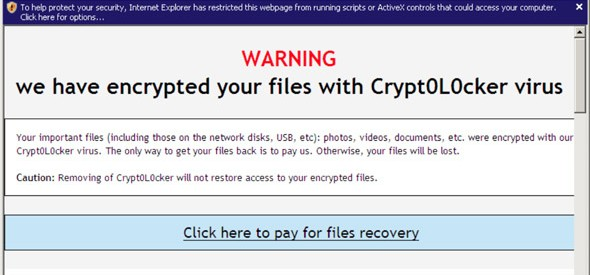 To help protect your security, Internet Explorer has restricted this webpage from running scripts or ActiveX controls that could access your computer.
Click here for options...
WARNING
we have encrypted your files with Crypt0L0cker virus
Your important files (including those on the network disks, USB, etc): photos, videos, documents, etc. were encrypted with our
Crypt0L0cker virus. The only way to get your files back is to pay us. Otherwise, your files will be lost.
Caution: Removing of Crypt0L0cker will not restore access to your encrypted files.
Click here to pay for files recovery